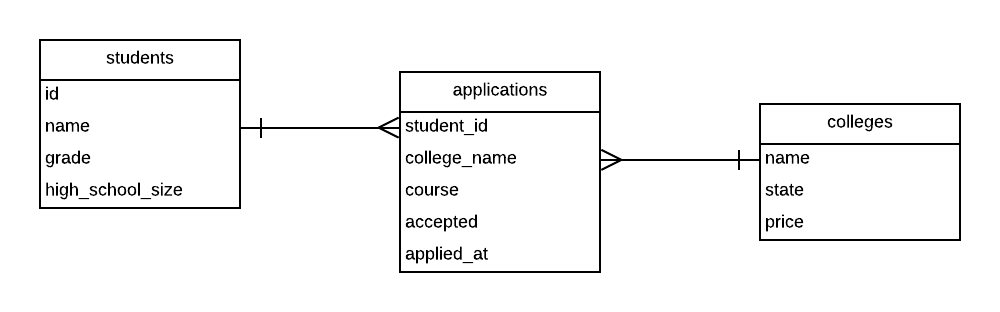 students
id
name
grade
high_school_size
applications
student_id
college_name
course
accepted
applied_at
colleges
name
state
price